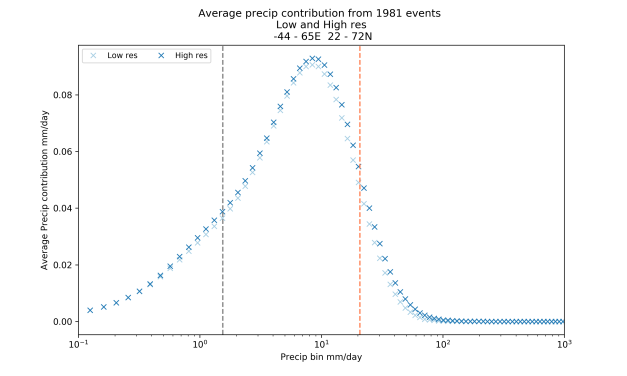 Average precip contribution from 1981 events
Low and High res
-44 - 65E  22 - 72N
Low res
High res
Average Precip contribution mm/day
0.08
0.06
0.04
0.02
0.00
10⁻¹
10⁰
10¹
10²
10³
Precip bin mm/day